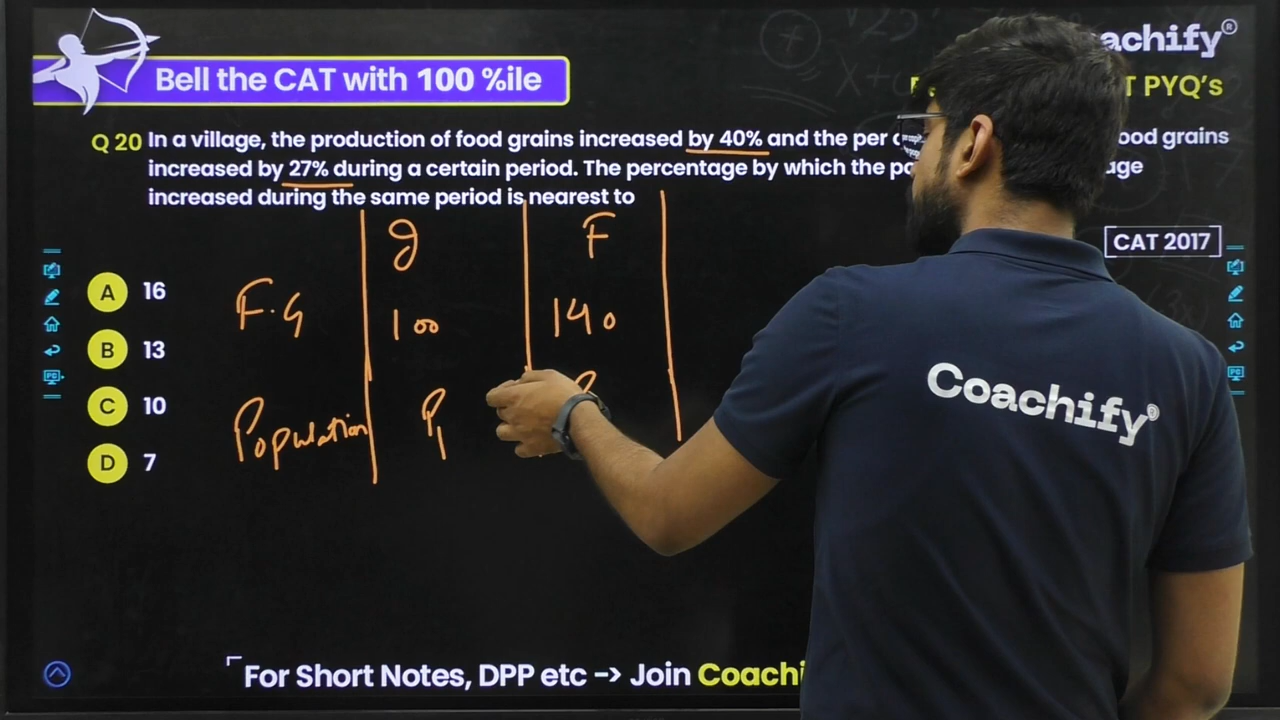 achify®
Bell the CAT with 100 %ile
T PYQ's
Q 20 In a village, the production of food grains increased by 40% and the per ood grains
increased by 27% during a certain period. The percentage by which the po age
increased during the same period is nearest to
CAT 2017
I F
A 16
F.G 100 140
B 13
C 10
Population P1
D 7
Coachify®
For Short Notes, DPP etc -> Join Coachi